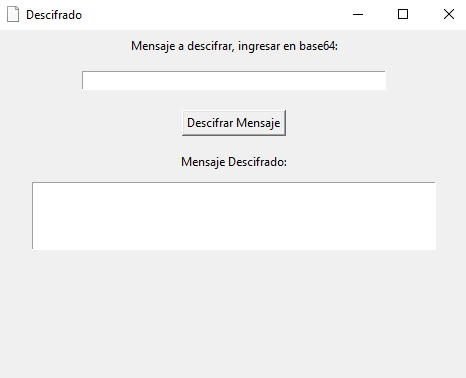 Descifrado
Mensaje a descifrar, ingresar en base64:
Descifrar Mensaje
Mensaje Descifrado: